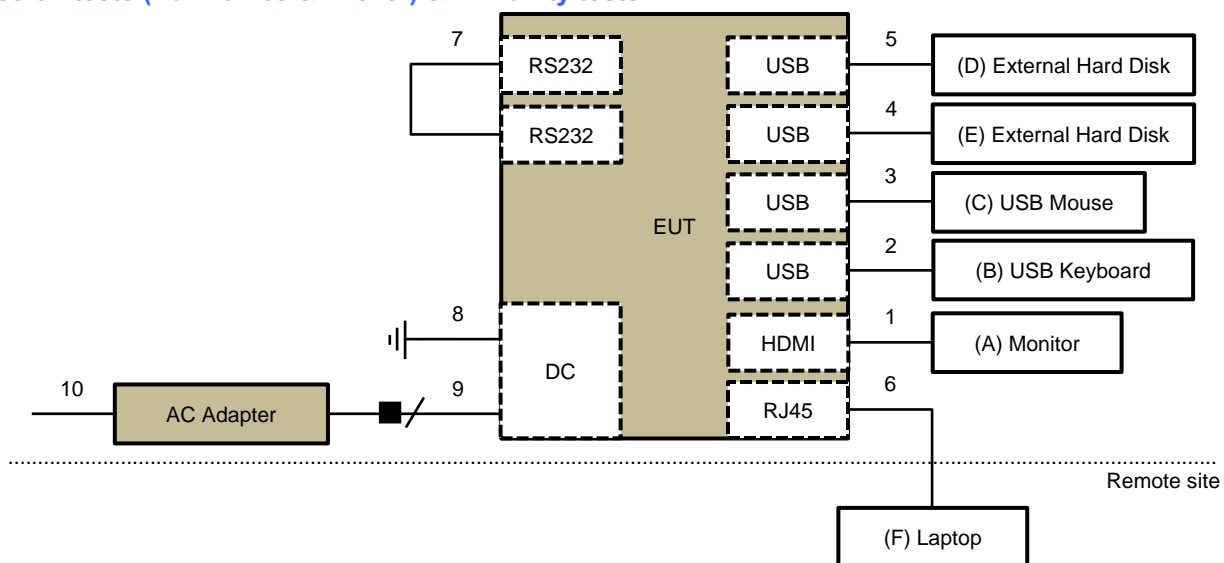 7
RS232
USB
5
(D) External Hard Disk
RS232
USB
4
(E) External Hard Disk
USB
3
(C) USB Mouse
EUT
USB
2
(B) USB Keyboard
8
DC
HDMI
1
(A) Monitor
10
AC Adapter
9
RJ45
6
Remote site
(F) Laptop